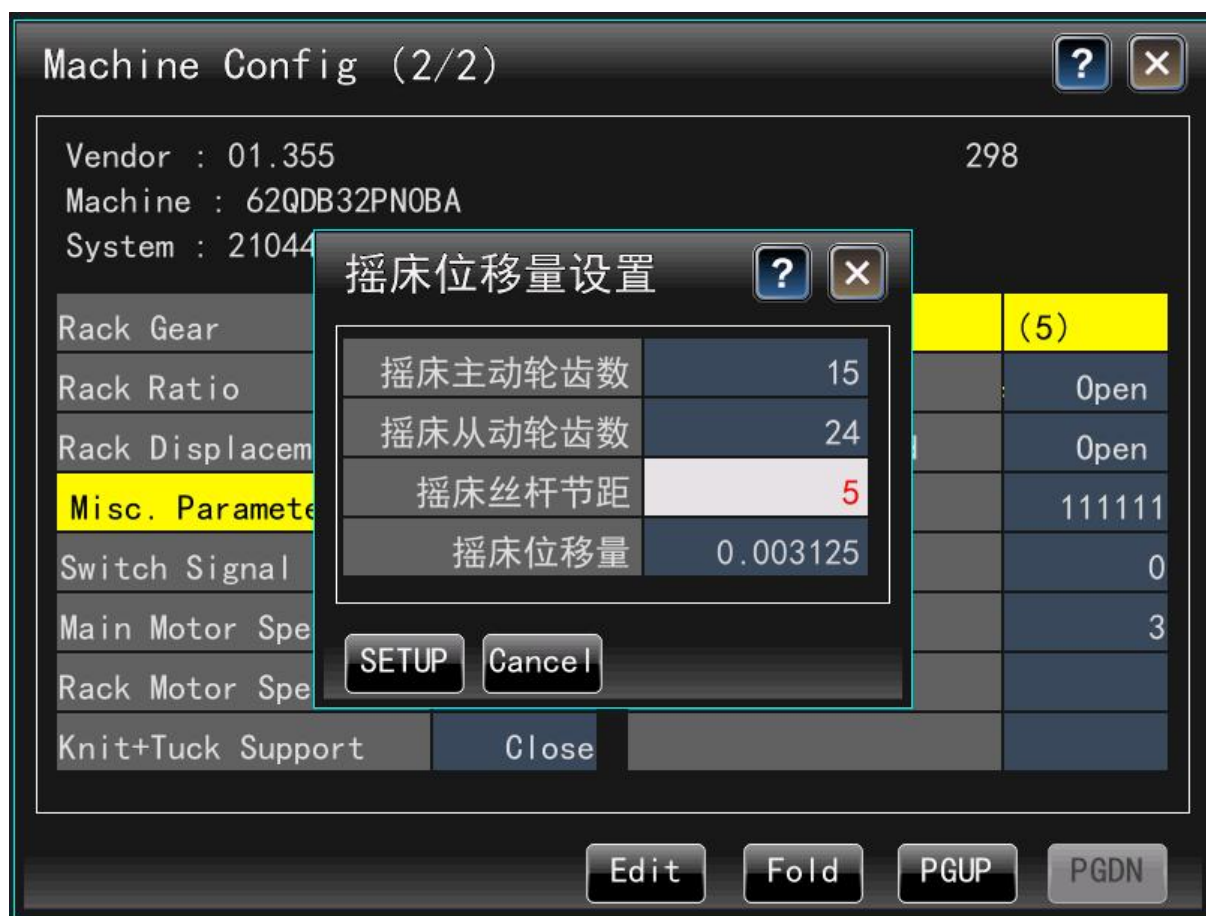 Machine Config (2/2)
? ×
Vendor : 01.355 298
Machine : 62QDB32PN0BA
System : 21044
摇床位移量设置 ? ×
Rack Gear (5)
摇床主动轮齿数 15
Rack Ratio Open
摇床从动轮齿数 24
Rack Displacem Open
摇床丝杆节距 5
Misc. Paramete 111111
摇床位移量 0.003125
Switch Signal 0
Main Motor Spe 3
SETUP Cancel
Rack Motor Spe
Knit+Tuck Support Close
Edit Fold PGUP PGDN